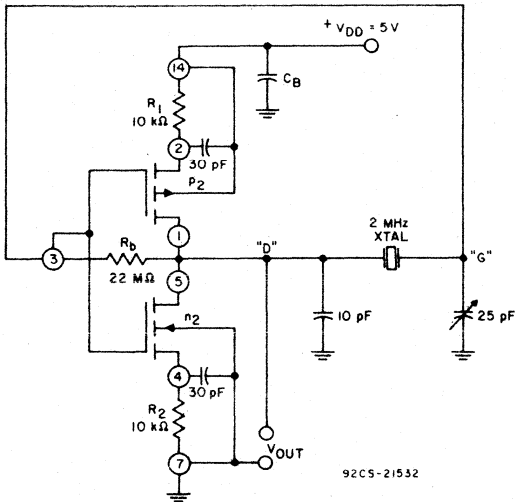 + VDD = 5 V
14
CB
R1
10 kΩ
2
30 pF
p2
1
2 MHz
XTAL
3
Rb
"D"
"G"
22 MΩ
5
n2
10 pF
25 pF
4
30 pF
R2
10 kΩ
7
VOUT
92CS-21532